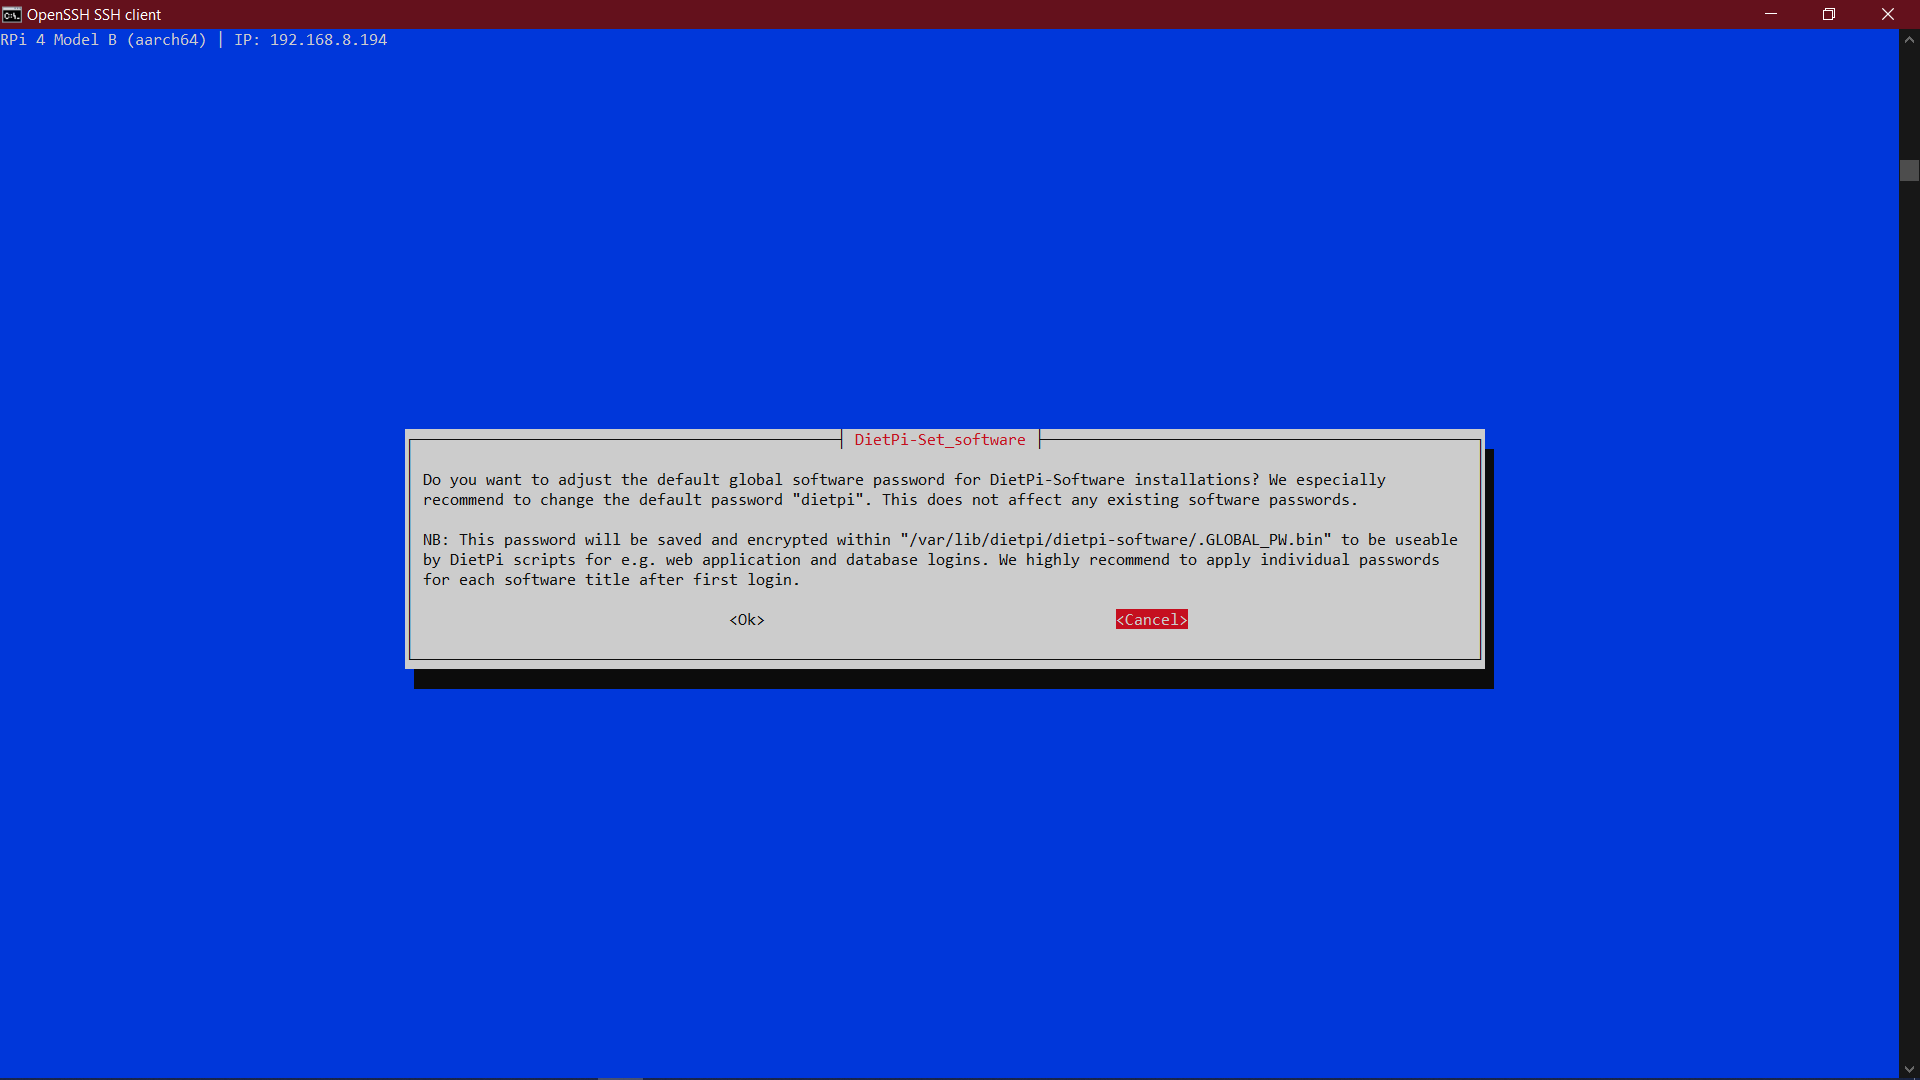 OpenSSH SSH client
RPi 4 Model B (aarch64) | IP: 192.168.8.194
DietPi-Set_software
Do you want to adjust the default global software password for DietPi-Software installations? We especially
recommend to change the default password "dietpi". This does not affect any existing software passwords.
NB: This password will be saved and encrypted within "/var/lib/dietpi/dietpi-software/.GLOBAL_PW.bin" to be useable
by DietPi scripts for e.g. web application and database logins. We highly recommend to apply individual passwords
for each software title after first login.
<Ok> <Cancel>